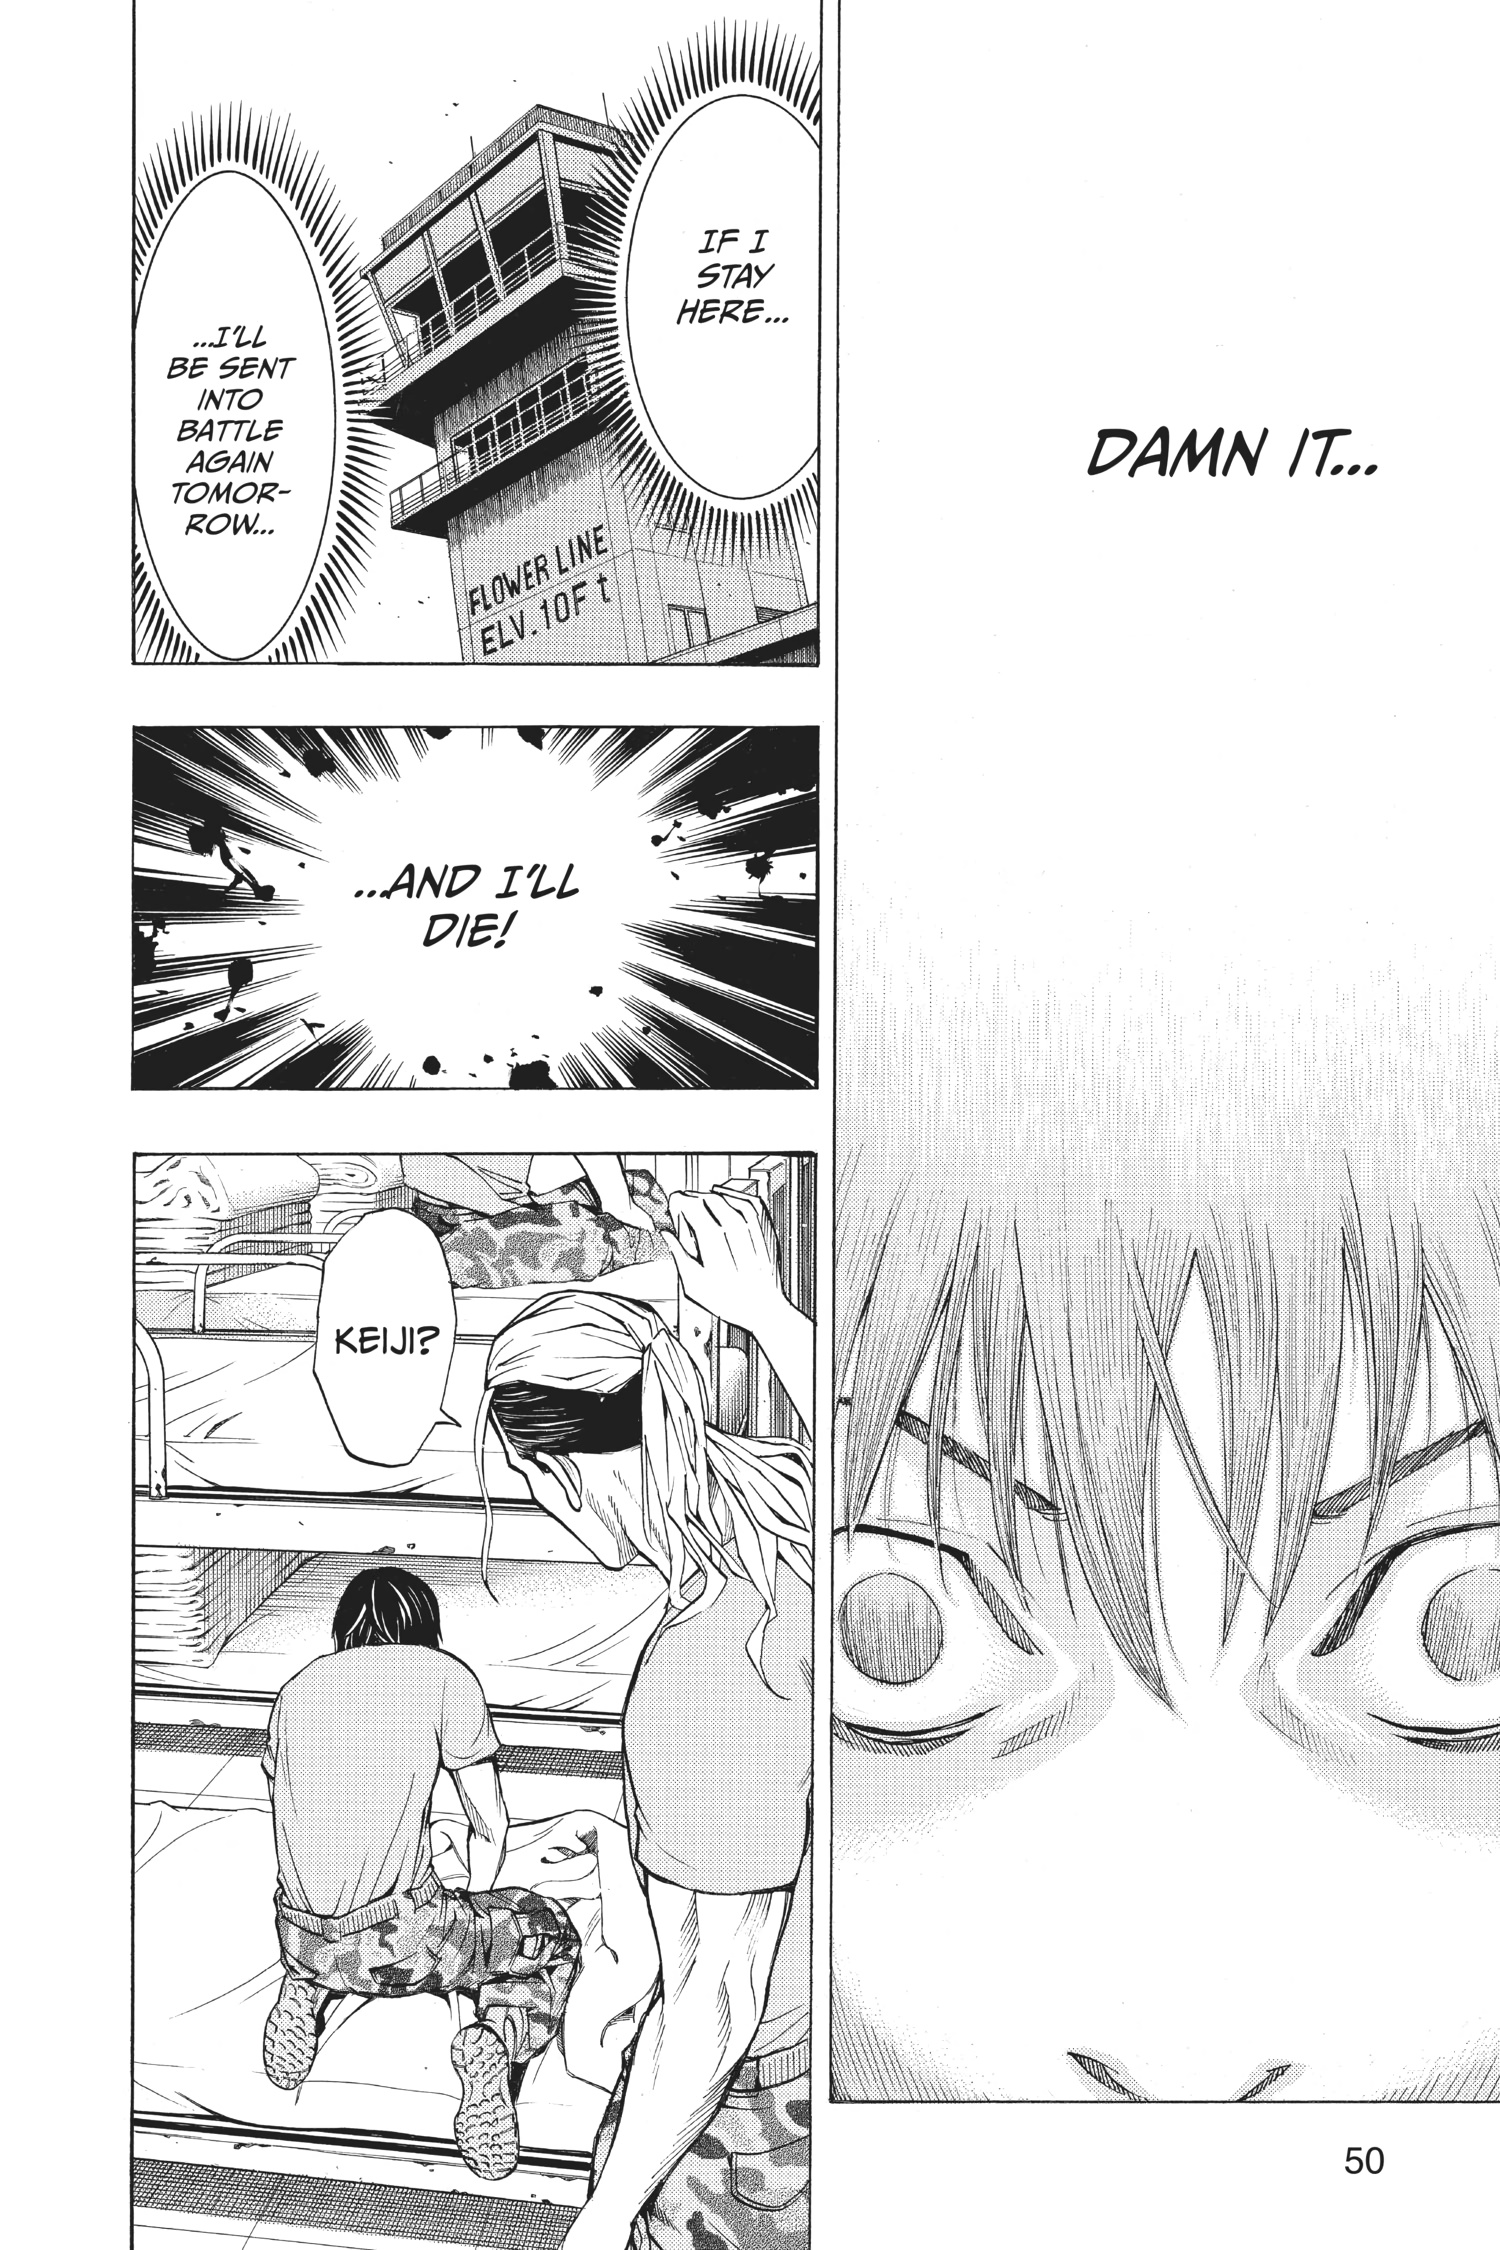 DAMN IT...
IF I
STAY
HERE...
...I'LL
BE SENT
INTO
BATTLE
AGAIN
TOMOR-
ROW...
FLOWER LINE
ELV.10Ft
...AND I'LL
DIE!
KEIJI?
50